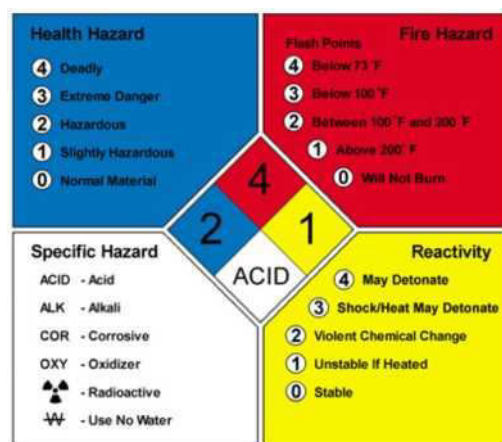 Health Hazard
4 Deadly
3 Extreme Danger
2 Hazardous
1 Slightly Hazardous
0 Normal Material
Fire Hazard
Flash Points
4 Below 73 °F
3 Below 100 °F
2 Between 100 °F and 200 °F
1 Above 200 °F
0 Will Not Burn
4
2
1
ACID
Specific Hazard
ACID - Acid
ALK - Alkali
COR - Corrosive
OXY - Oxidizer
- Radioactive
W - Use No Water
Reactivity
4 May Detonate
3 Shock/Heat May Detonate
2 Violent Chemical Change
1 Unstable If Heated
0 Stable